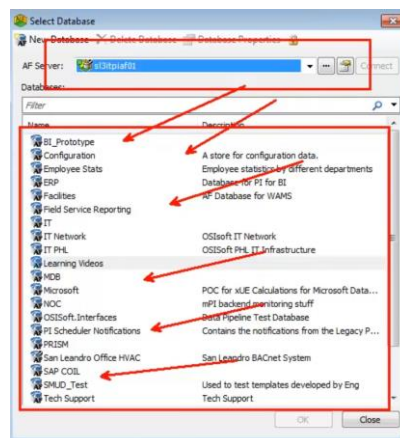 Select Database
New Database Delete Database Database Properties
AF Server: sl3itpiaf01 Connect
Databases:
Filter
Name Description
BI_Prototype
Configuration A store for configuration data.
Employee Stats Employee statistics by different departments
ERP Database for PI for BI
Facilities AF Database for WAMS
Field Service Reporting
IT
IT Network OSIsoft IT Network
IT PHL OSISoft PHL IT Infrastructure
Learning Videos
MDB
Microsoft POC for xUE Calculations for Microsoft Data...
NOC mPI backend monitoring stuff
OSISoft.Interfaces Data Pipeline Test Database
PI Scheduler Notifications Contains the notifications from the Legacy P...
PRISM
San Leandro Office HVAC San Leandro BACnet System
SAP COIL
SMUD_Test Used to test templates developed by Eng
Tech Support Tech Support
OK Close